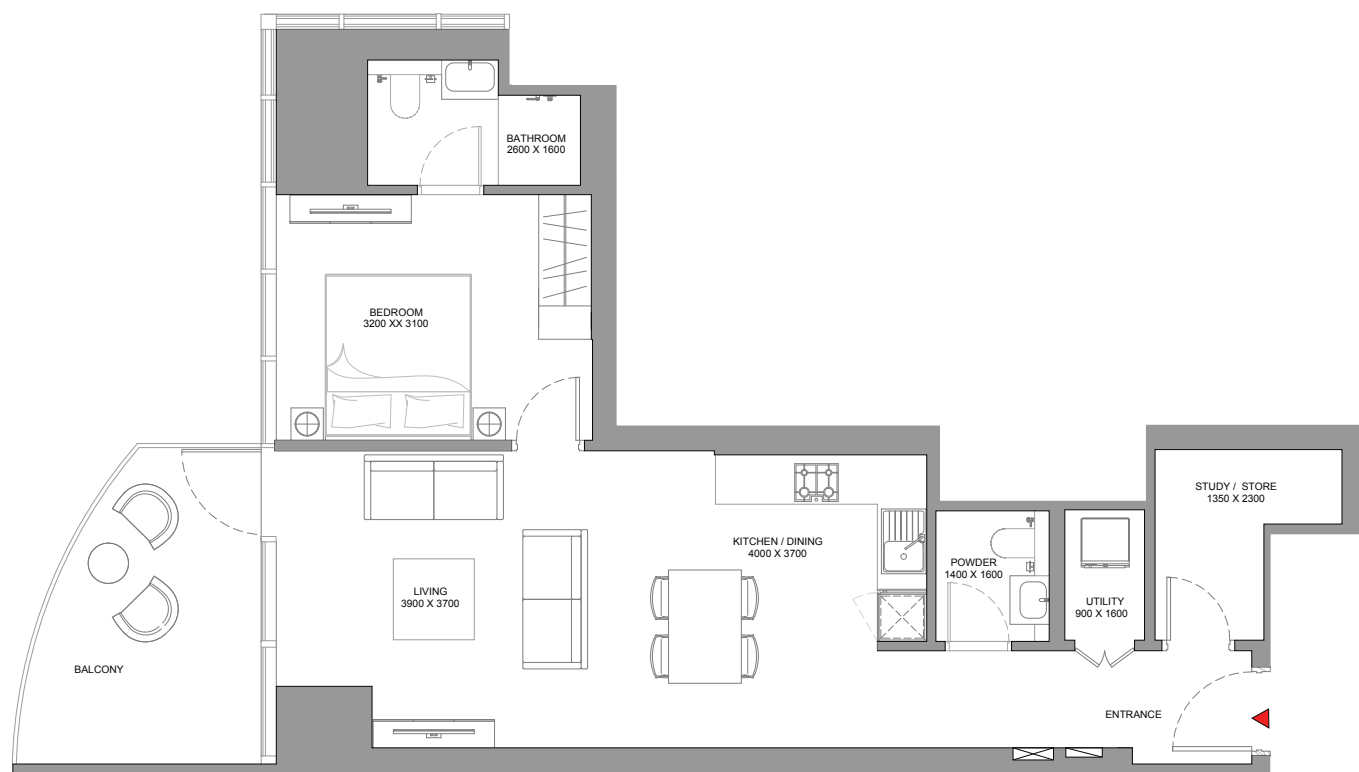 BATHROOM
2600 X 1600
BEDROOM
3200 XX 3100
STUDY / STORE
1350 X 2300
KITCHEN / DINING
4000 X 3700
POWDER
1400 X 1600
LIVING
3900 X 3700
UTILITY
900 X 1600
BALCONY
ENTRANCE